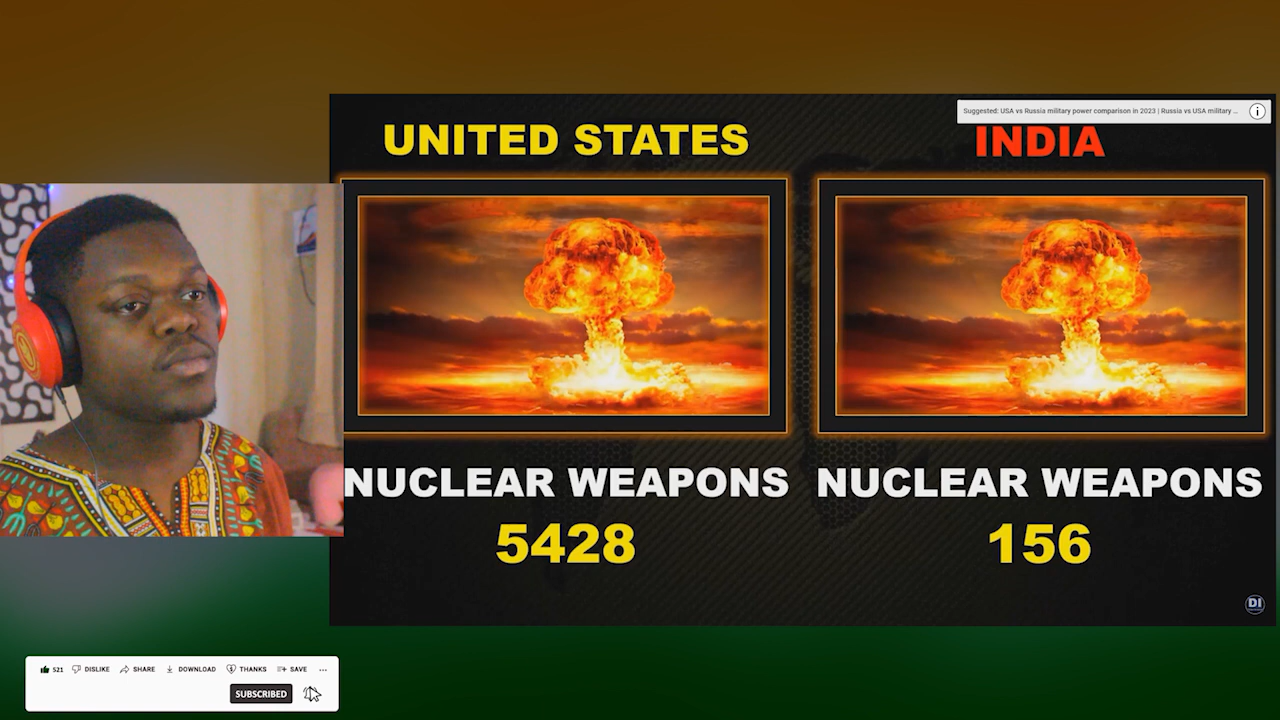 Suggested: USA vs Russia military power comparison in 2023 | Russia vs USA military ...
UNITED STATES
INDIA
NUCLEAR WEAPONS
NUCLEAR WEAPONS
5428
156
DI
521 DISLIKE SHARE DOWNLOAD THANKS SAVE ...
SUBSCRIBED